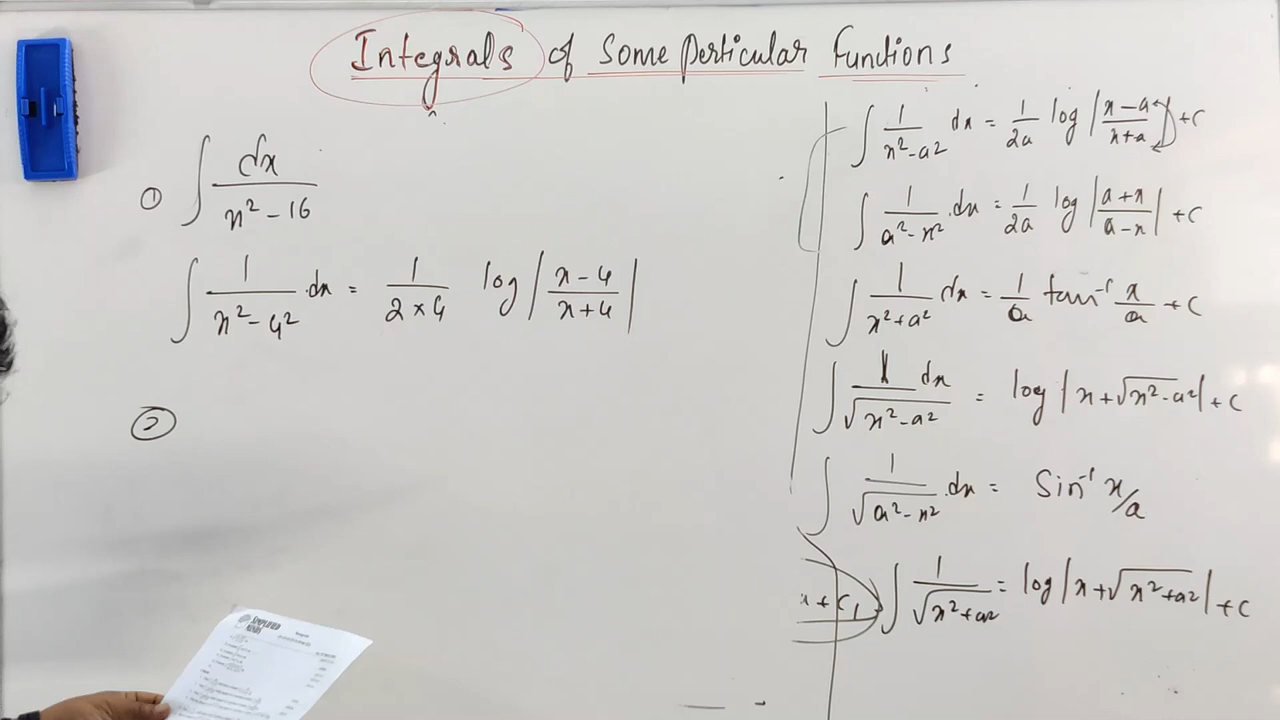 Integrals of Some perticular Functions
① ∫ dx / x² - 16
∫ 1 / x² - 4² . dx = 1 / 2 × 4 log | x - 4 / x + 4 |
②
∫ 1 / x² - a² dx = 1 / 2a log | x - a / x + a | + c
∫ 1 / a² - x² . dx = 1 / 2a log | a + x / a - x | + c
∫ 1 / x² + a² dx = 1 / a tan⁻¹ x / a + c
∫ 1 dx / √x² - a² = log | x + √x² - a² | + c
∫ 1 / √a² - x² . dx = Sin⁻¹ x/a
∫ 1 / √x² + a² = log | x + √x² + a² | + c
x + c₁
SIMPLIFIED MINDS